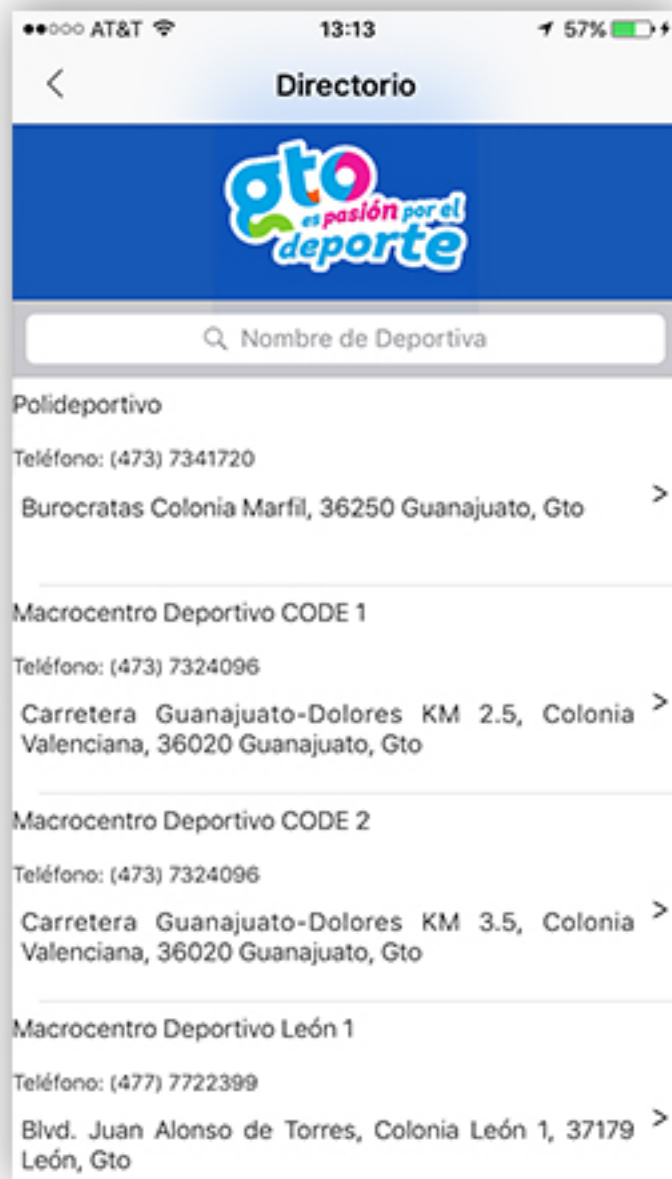 AT&T 13:13 57%
Directorio
gto
es pasión por el
deporte
Nombre de Deportiva
Polideportivo
Teléfono: (473) 7341720
Burocratas Colonia Marfil, 36250 Guanajuato, Gto
Macrocentro Deportivo CODE 1
Teléfono: (473) 7324096
Carretera Guanajuato-Dolores KM 2.5, Colonia
Valenciana, 36020 Guanajuato, Gto
Macrocentro Deportivo CODE 2
Teléfono: (473) 7324096
Carretera Guanajuato-Dolores KM 3.5, Colonia
Valenciana, 36020 Guanajuato, Gto
Macrocentro Deportivo León 1
Teléfono: (477) 7722399
Blvd. Juan Alonso de Torres, Colonia León 1, 37179
León, Gto